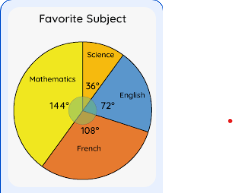 Favorite Subject
Science
Mathematics
36°
English
144°
72°
108°
French